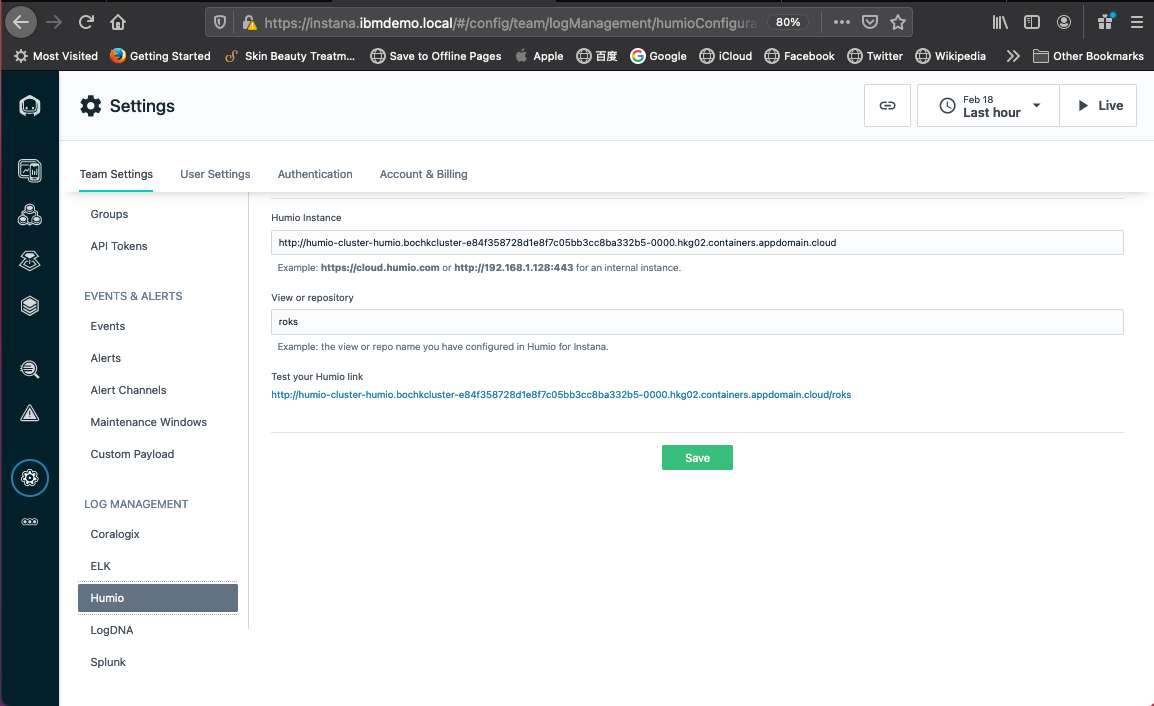 https://instana.ibmdemo.local/#/config/team/logManagement/humioConfigura
80%
Most Visited
Getting Started
Skin Beauty Treatm...
Save to Offline Pages
Apple
百度
Google
iCloud
Facebook
Twitter
Wikipedia
Other Bookmarks
Settings
Feb 18
Last hour
Live
Team Settings
User Settings
Authentication
Account & Billing
Groups
API Tokens
EVENTS & ALERTS
Events
Alerts
Alert Channels
Maintenance Windows
Custom Payload
LOG MANAGEMENT
Coralogix
ELK
Humio
LogDNA
Splunk
Humio Instance
http://humio-cluster-humio.bochkcluster-e84f358728d1e8f7c05bb3cc8ba332b5-0000.hkg02.containers.appdomain.cloud
Example: https://cloud.humio.com or http://192.168.1.128:443 for an internal instance.
View or repository
roks
Example: the view or repo name you have configured in Humio for Instana.
Test your Humio link
http://humio-cluster-humio.bochkcluster-e84f358728d1e8f7c05bb3cc8ba332b5-0000.hkg02.containers.appdomain.cloud/roks
Save